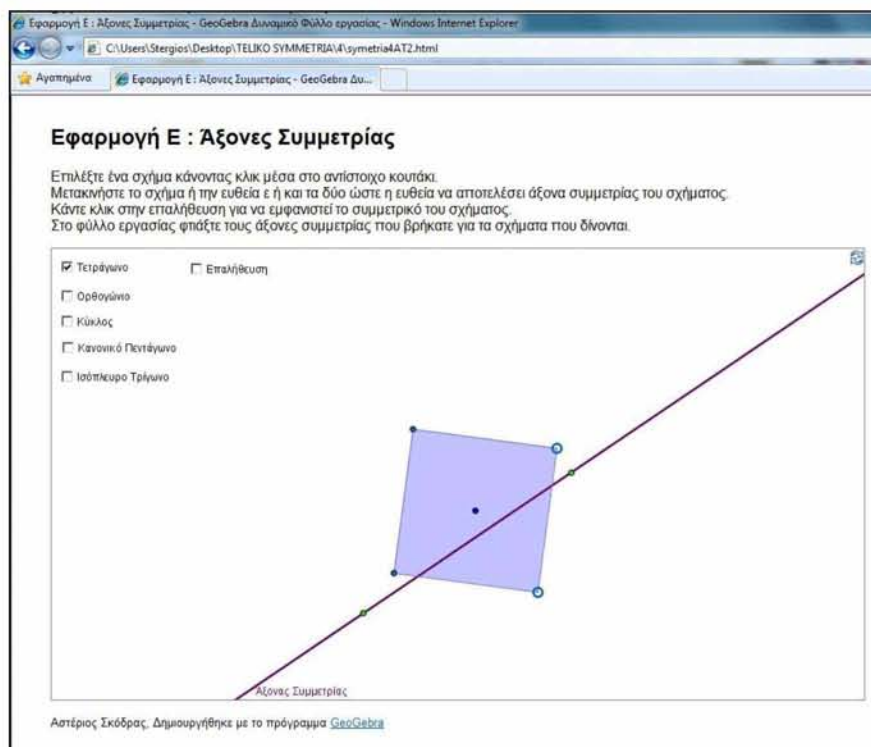 Εφαρμογή Ε : Άξονες Συμμετρίας - GeoGebra Δυναμικό Φύλλο εργασίας - Windows Internet Explorer
C:\Users\Stergios\Desktop\TELIKO SYMMETRIA\4\symetria4AT2.html
Αγαπημένα Εφαρμογή Ε : Άξονες Συμμετρίας - GeoGebra Δυ...
Εφαρμογή Ε : Άξονες Συμμετρίας
Επιλέξτε ένα σχήμα κάνοντας κλικ μέσα στο αντίστοιχο κουτάκι.
Μετακινήστε το σχήμα ή την ευθεία ε ή και τα δύο ώστε η ευθεία να αποτελέσει άξονα συμμετρίας του σχήματος.
Κάντε κλικ στην επαλήθευση για να εμφανιστεί το συμμετρικό του σχήματος.
Στο φύλλο εργασίας φτιάξτε τους άξονες συμμετρίας που βρήκατε για τα σχήματα που δίνονται.
Τετράγωνο Επαλήθευση
Ορθογώνιο
Κύκλος
Κανονικό Πεντάγωνο
Ισόπλευρο Τρίγωνο
Άξονας Συμμετρίας
Αστέριος Σκόδρας, Δημιουργήθηκε με το πρόγραμμα GeoGebra